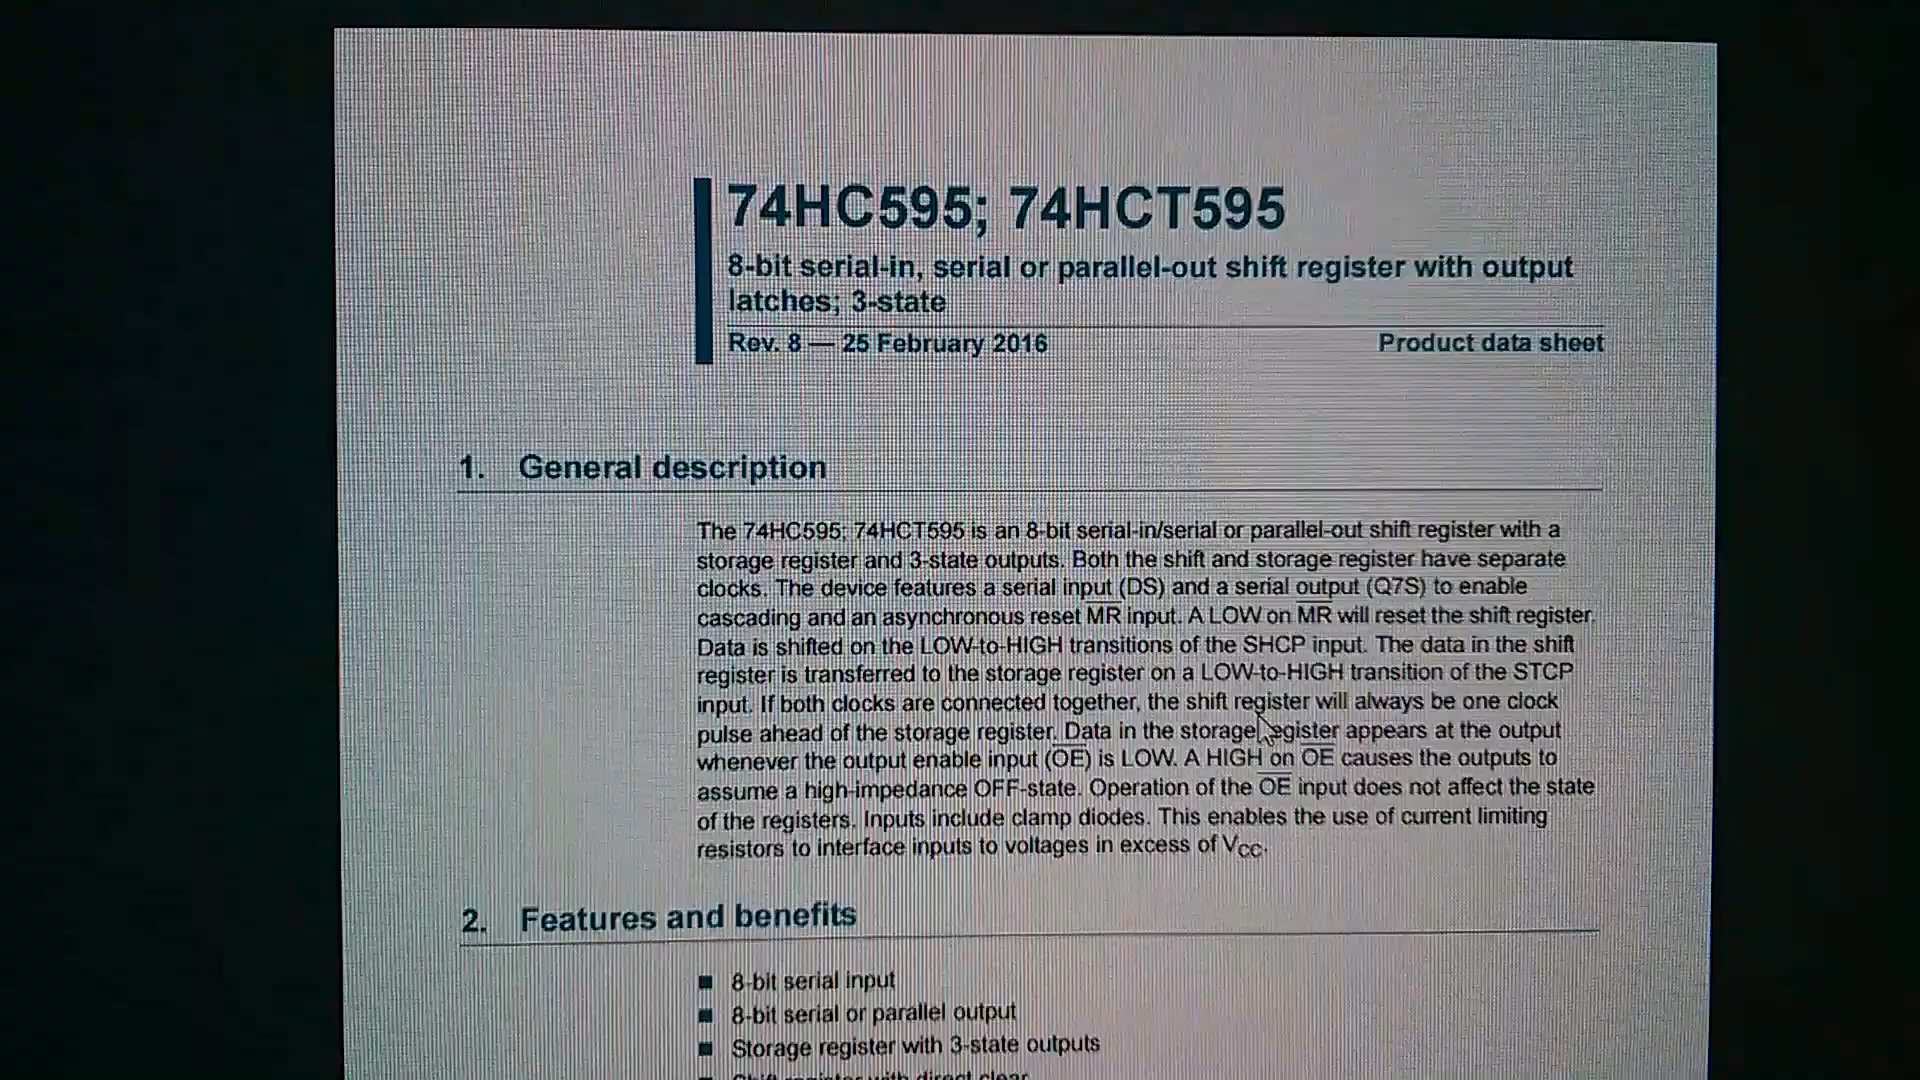 74HC595; 74HCT595
8-bit serial-in, serial or parallel-out shift register with output
latches; 3-state
Rev. 8 — 25 February 2016 Product data sheet
1. General description
The 74HC595; 74HCT595 is an 8-bit serial-in/serial or parallel-out shift register with a
storage register and 3-state outputs. Both the shift and storage register have separate
clocks. The device features a serial input (DS) and a serial output (Q7S) to enable
cascading and an asynchronous reset M̅R̅ input. A LOW on M̅R̅ will reset the shift register.
Data is shifted on the LOW-to-HIGH transitions of the SHCP input. The data in the shift
register is transferred to the storage register on a LOW-to-HIGH transition of the STCP
input. If both clocks are connected together, the shift register will always be one clock
pulse ahead of the storage register. Data in the storage register appears at the output
whenever the output enable input (O̅E̅) is LOW. A HIGH on O̅E̅ causes the outputs to
assume a high-impedance OFF-state. Operation of the O̅E̅ input does not affect the state
of the registers. Inputs include clamp diodes. This enables the use of current limiting
resistors to interface inputs to voltages in excess of VCC.
2. Features and benefits
■ 8-bit serial input
■ 8-bit serial or parallel output
■ Storage register with 3-state outputs
■ Shift register with direct clear